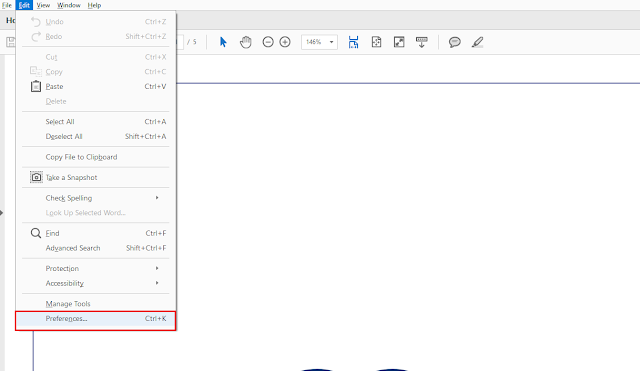 File Edit View Window Help
Ho
/ 5 146%
Undo Ctrl+Z
Redo Shift+Ctrl+Z
Cut Ctrl+X
Copy Ctrl+C
Paste Ctrl+V
Delete
Select All Ctrl+A
Deselect All Shift+Ctrl+A
Copy File to Clipboard
Take a Snapshot
Check Spelling
Look Up Selected Word...
Find Ctrl+F
Advanced Search Shift+Ctrl+F
Protection
Accessibility
Manage Tools
Preferences... Ctrl+K